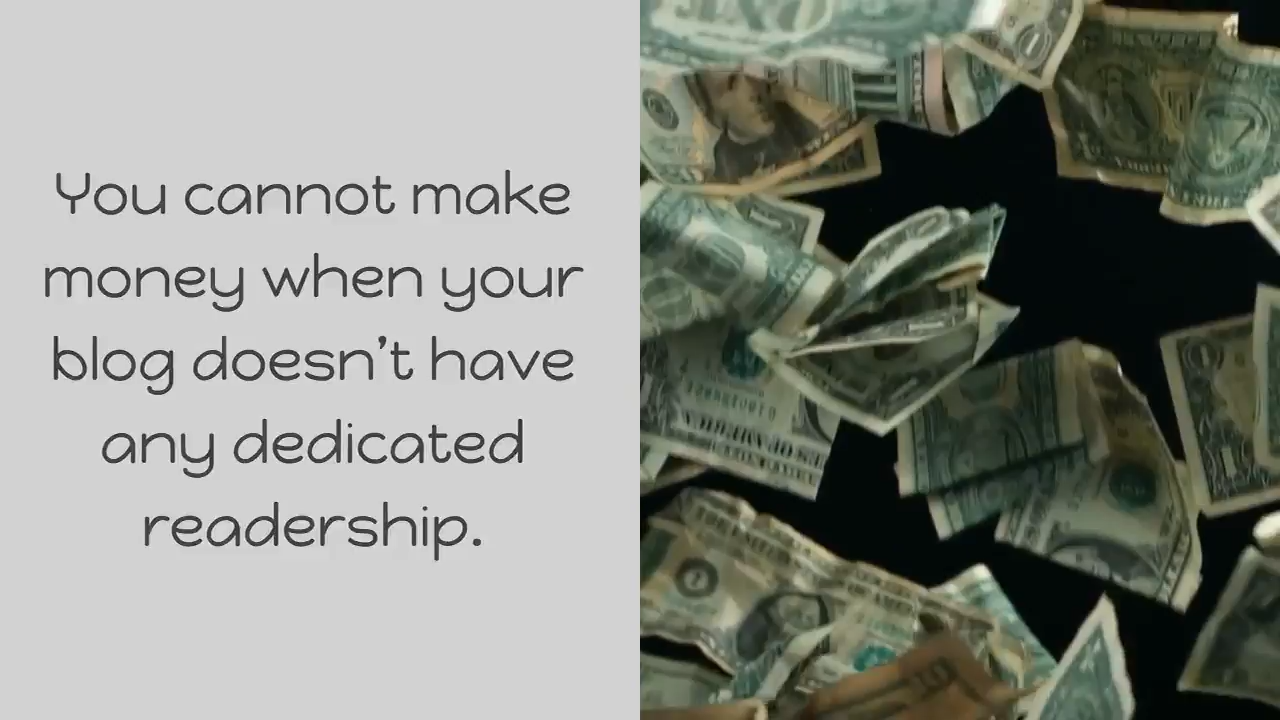 You cannot make
money when your
blog doesn't have
any dedicated
readership.